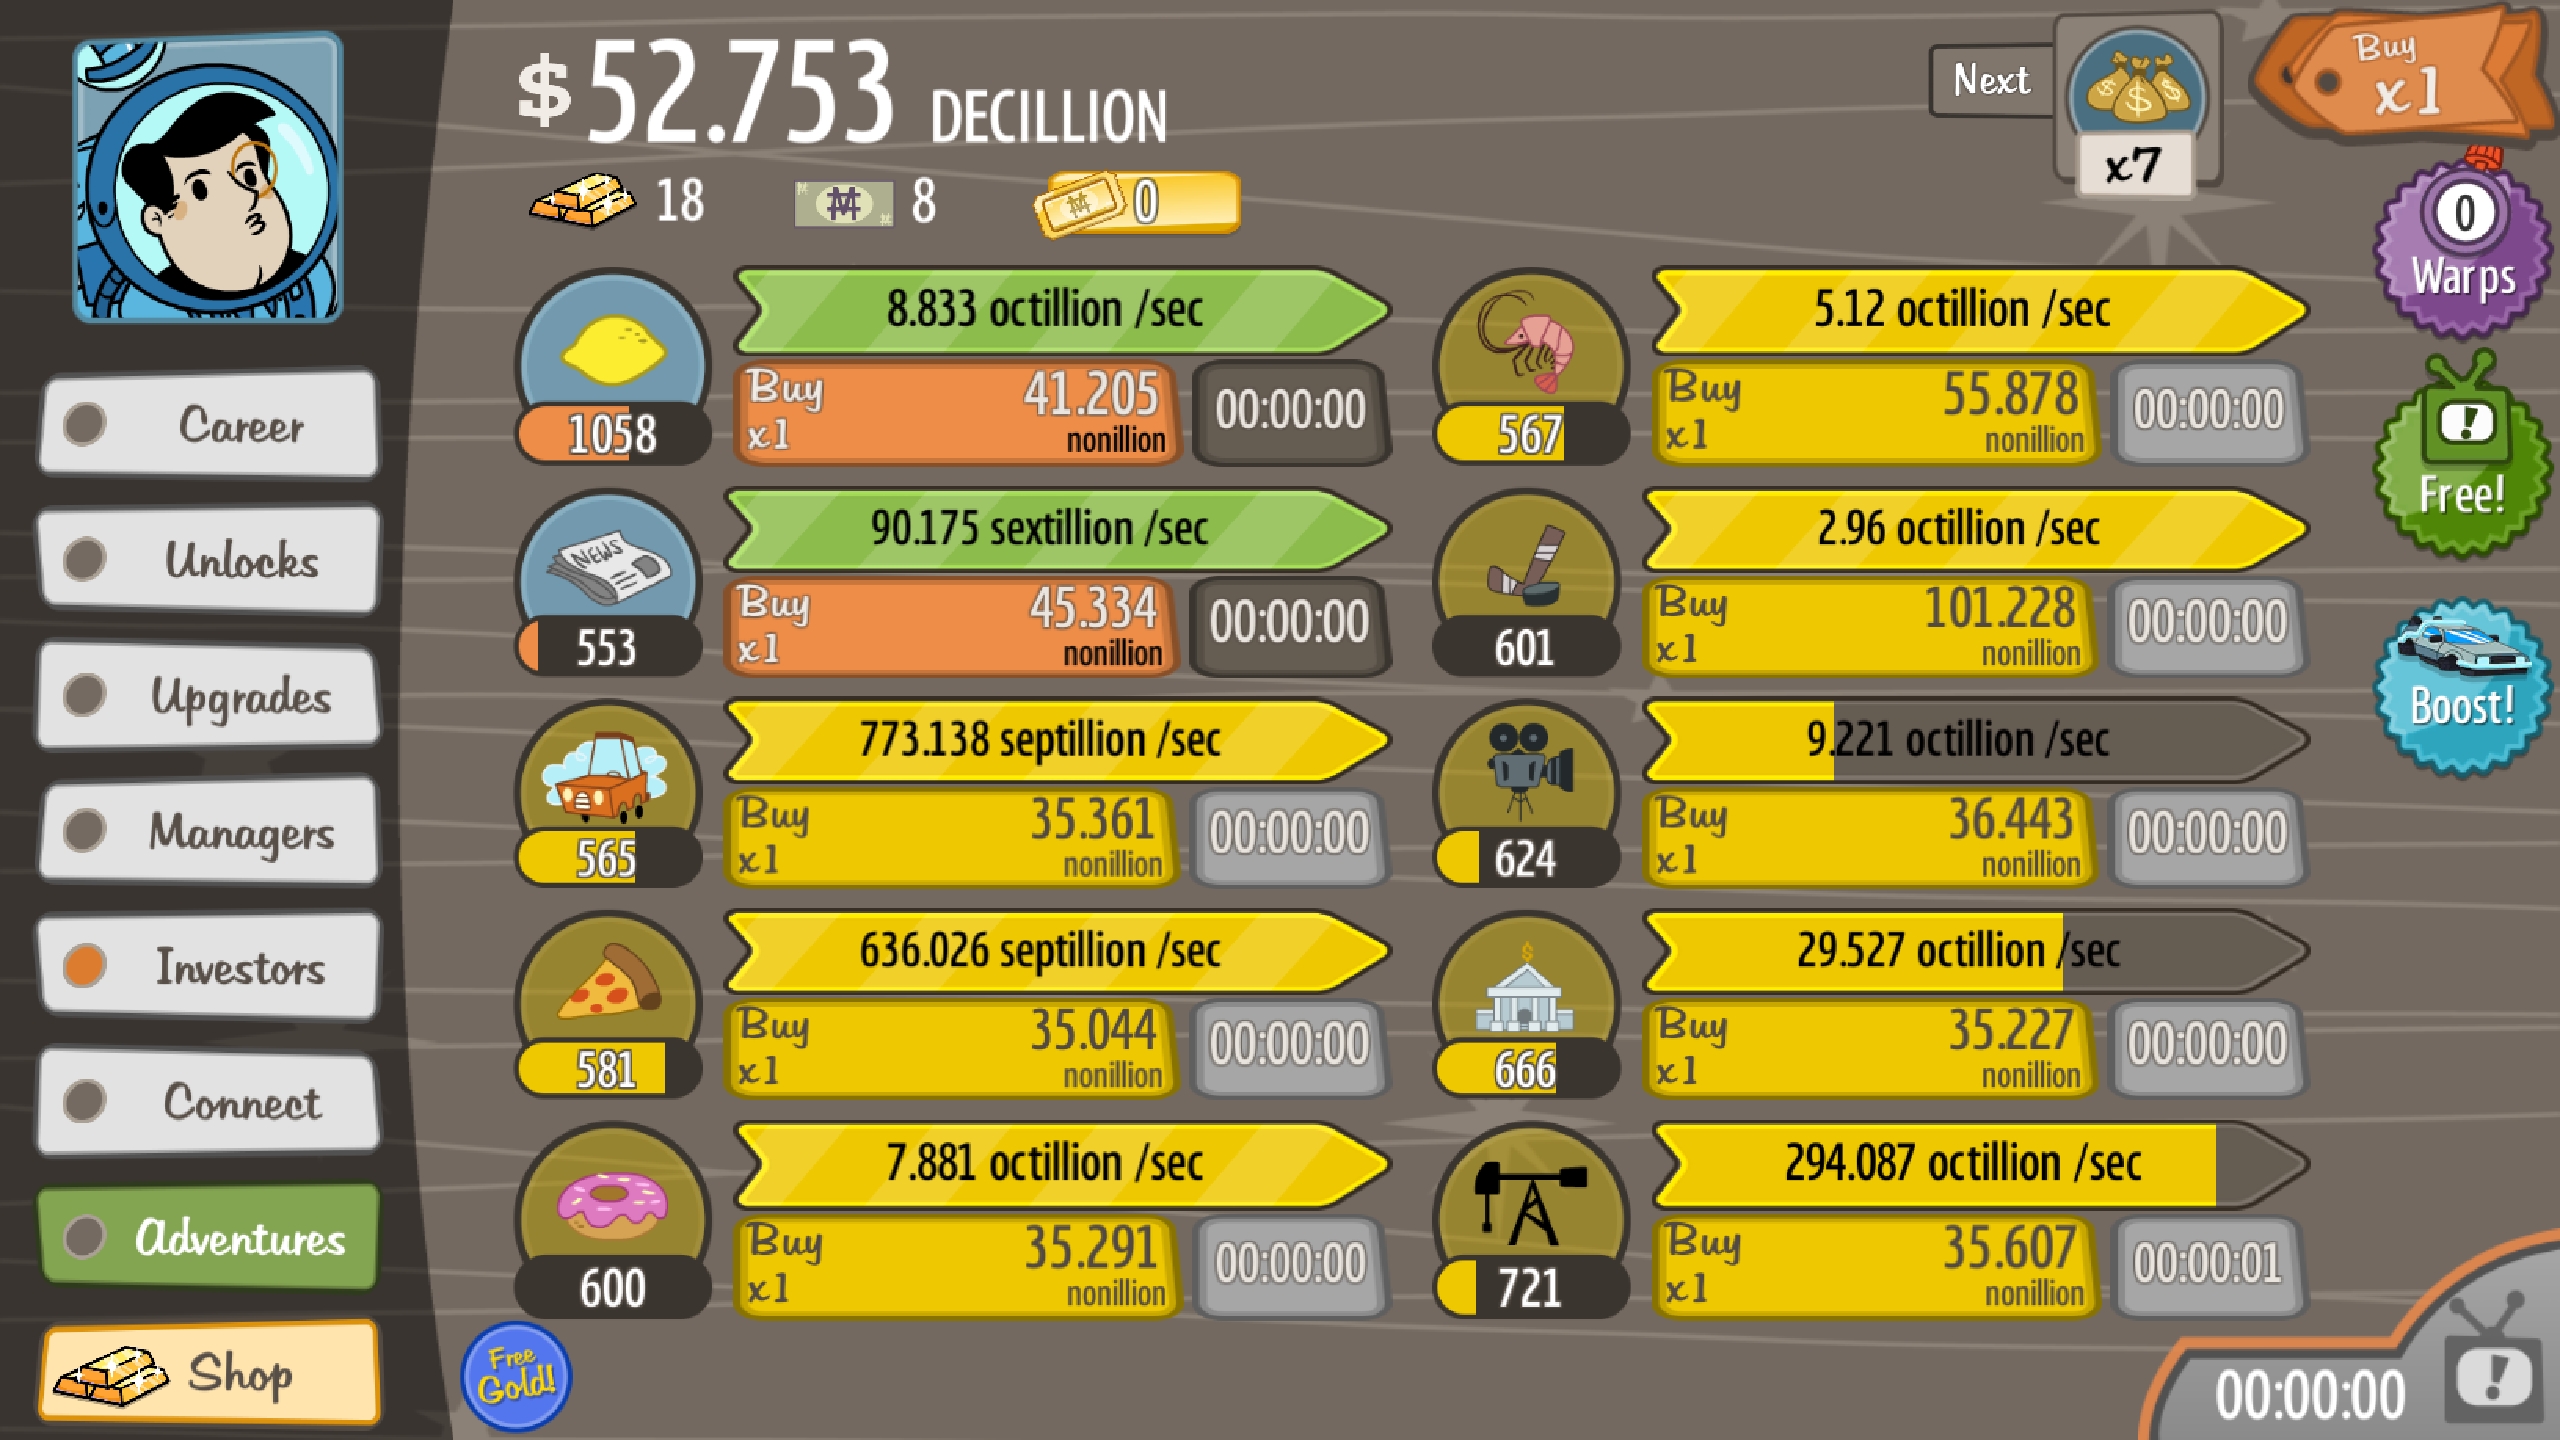 $52.753 DECILLION
18 8 0
Next
x7
Buy
x1
0
Warps
Free!
Boost!
Career
Unlocks
Upgrades
Managers
Investors
Connect
Adventures
Shop
8.833 octillion /sec
1058
Buy x1
41.205
nonillion
00:00:00
NEWS
90.175 sextillion /sec
553
Buy x1
45.334
nonillion
00:00:00
773.138 septillion /sec
565
Buy x1
35.361
nonillion
00:00:00
636.026 septillion /sec
581
Buy x1
35.044
nonillion
00:00:00
7.881 octillion /sec
600
Buy x1
35.291
nonillion
00:00:00
5.12 octillion /sec
567
Buy x1
55.878
nonillion
00:00:00
2.96 octillion /sec
601
Buy x1
101.228
nonillion
00:00:00
9.221 octillion /sec
624
Buy x1
36.443
nonillion
00:00:00
29.527 octillion /sec
666
Buy x1
35.227
nonillion
00:00:00
294.087 octillion /sec
721
Buy x1
35.607
nonillion
00:00:01
Free
Gold!
00:00:00